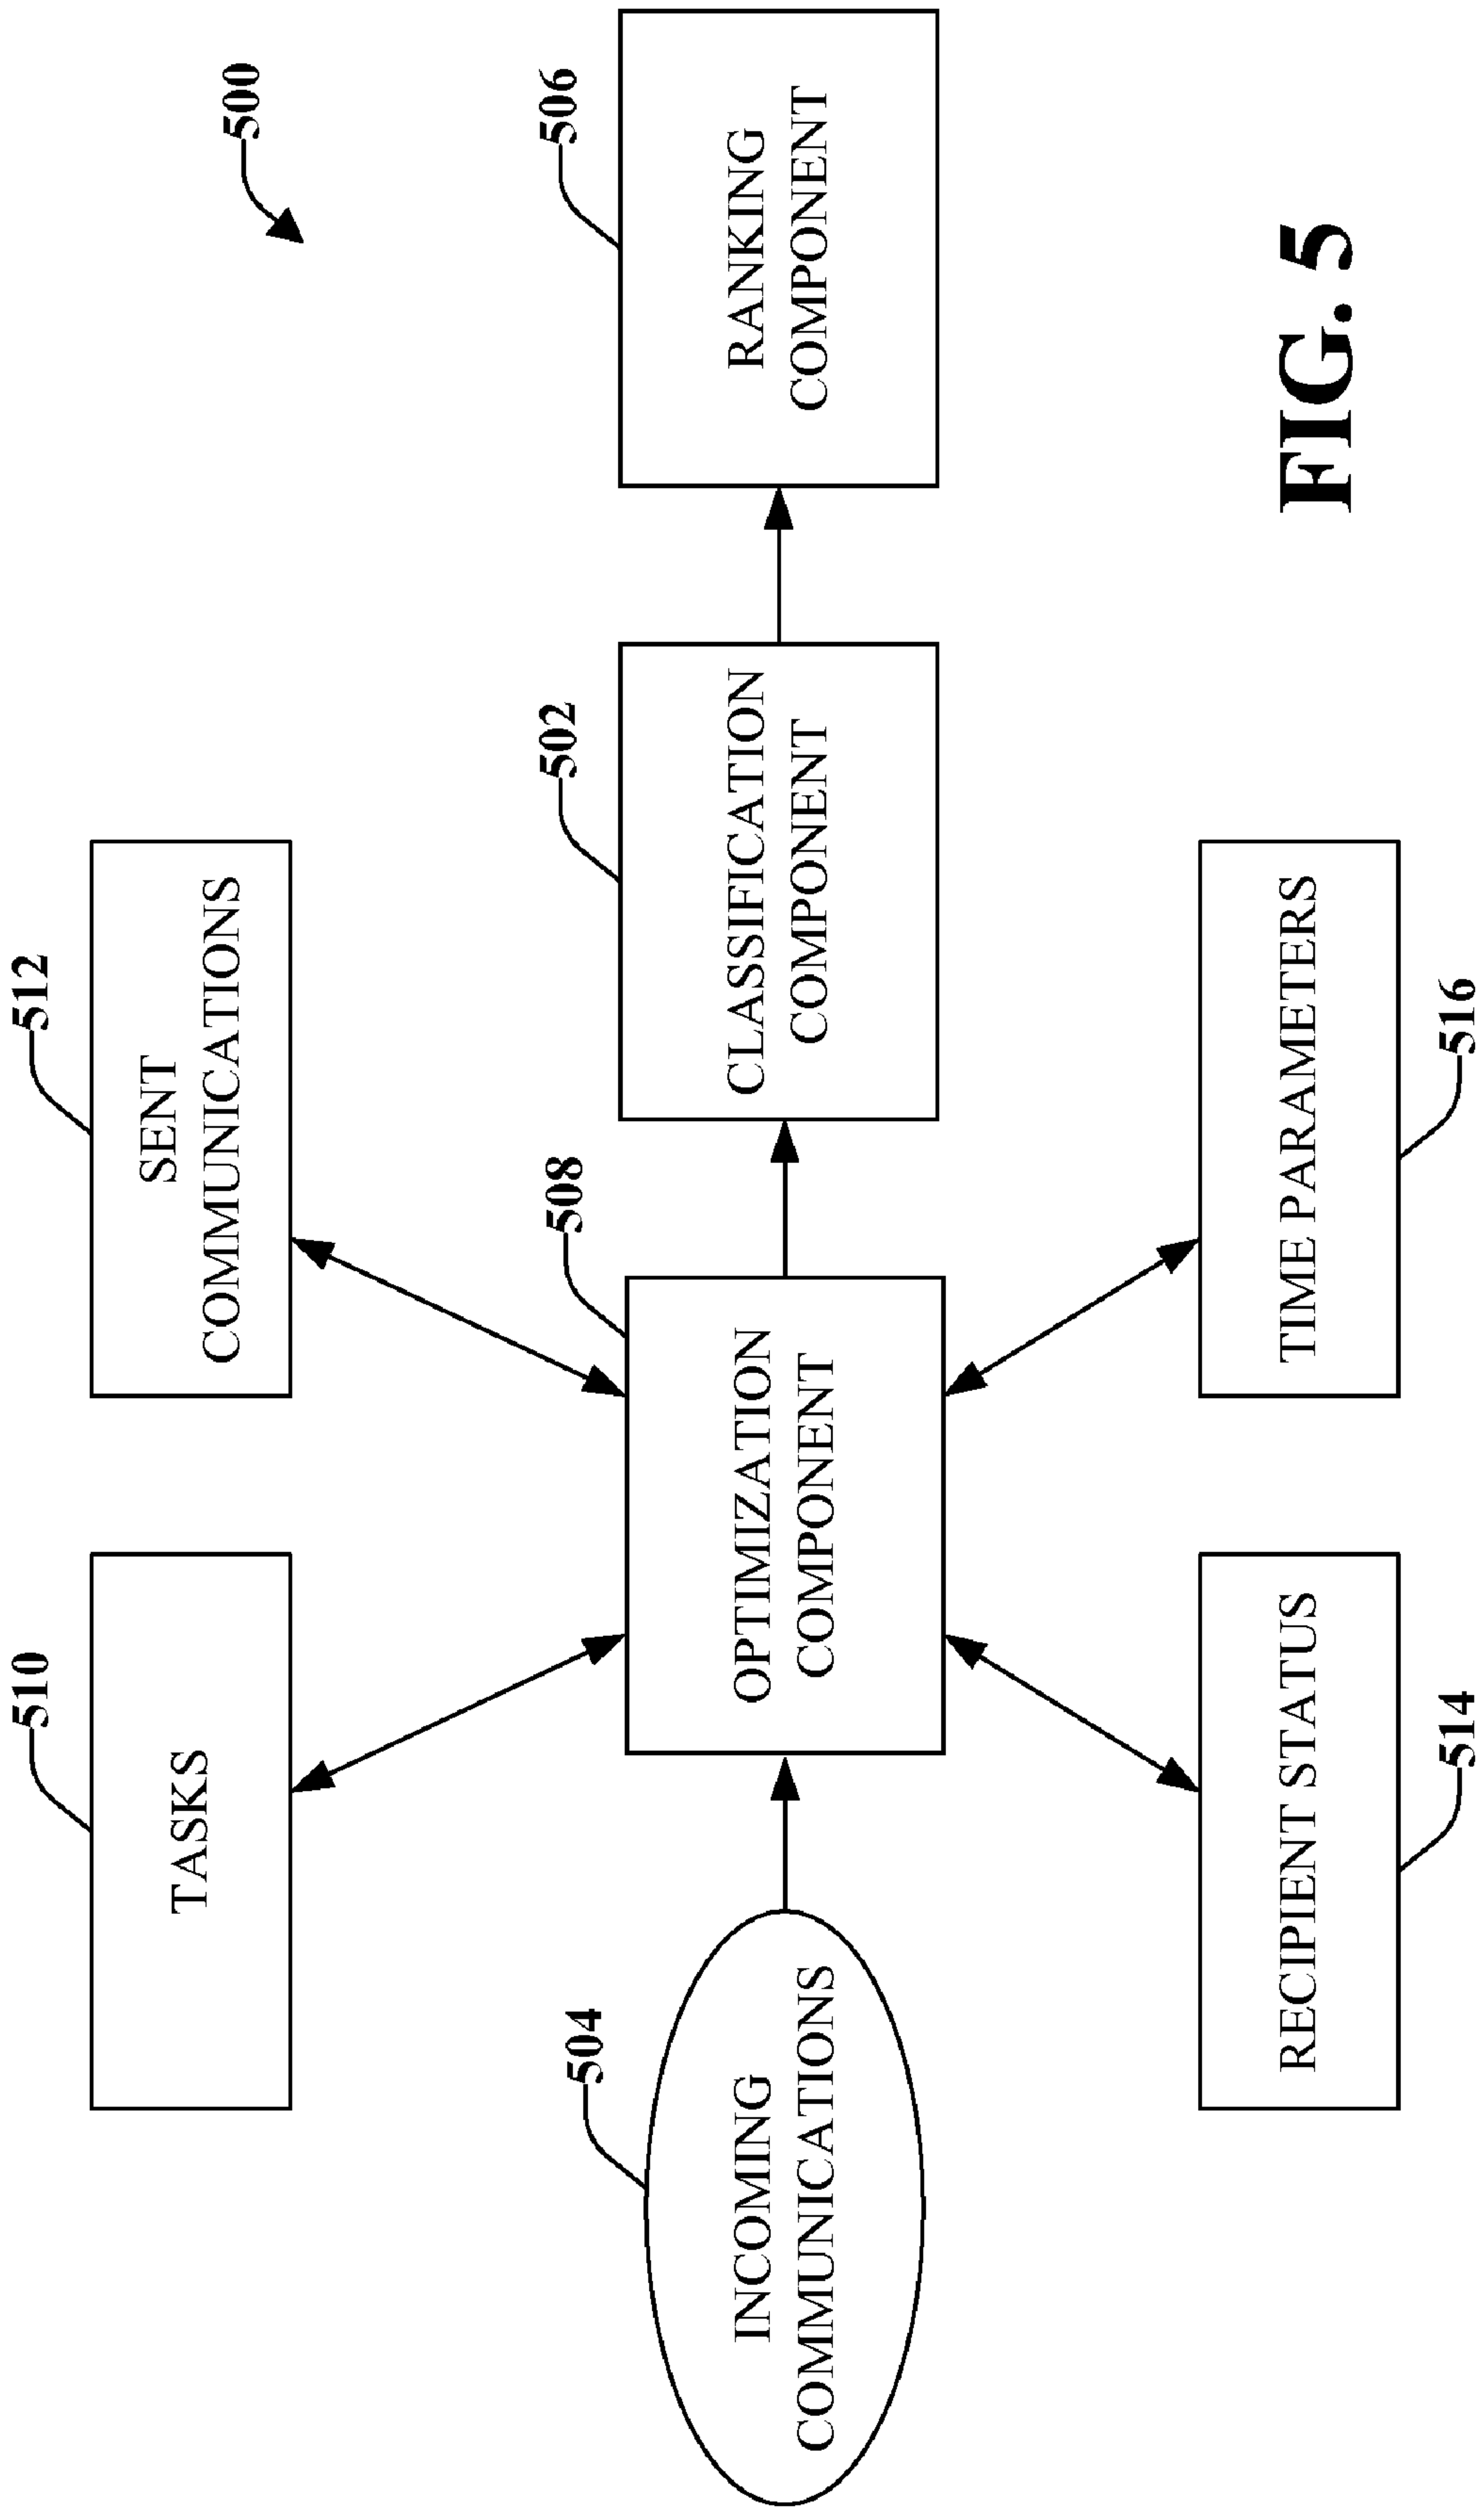 500
510
TASKS
512
SENT
COMMUNICATIONS
504
INCOMING
COMMUNICATIONS
508
OPTIMIZATION
COMPONENT
502
CLASSIFICATION
COMPONENT
506
RANKING
COMPONENT
RECIPIENT STATUS
514
TIME PARAMETERS
516
FIG. 5